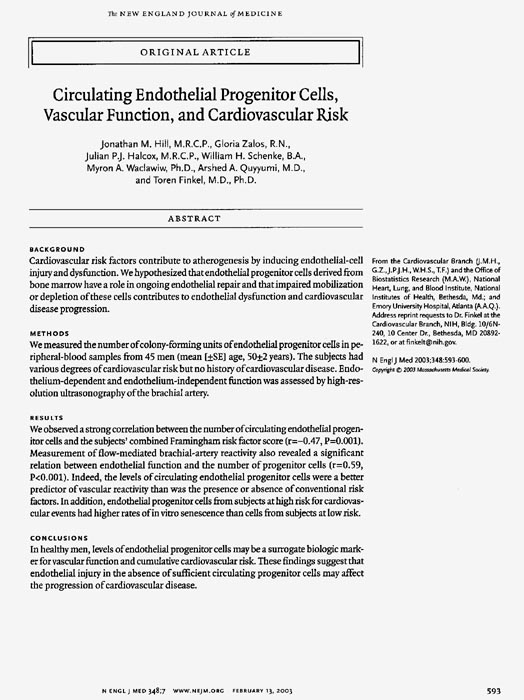 The NEW ENGLAND JOURNAL of MEDICINE
ORIGINAL ARTICLE
Circulating Endothelial Progenitor Cells,
Vascular Function, and Cardiovascular Risk
Jonathan M. Hill, M.R.C.P., Gloria Zalos, R.N.,
Julian P.J. Halcox, M.R.C.P., William H. Schenke, B.A.,
Myron A. Waclawiw, Ph.D., Arshed A. Quyyumi, M.D.,
and Toren Finkel, M.D., Ph.D.
ABSTRACT
BACKGROUND
Cardiovascular risk factors contribute to atherogenesis by inducing endothelial-cell
injury and dysfunction. We hypothesized that endothelial progenitor cells derived from
bone marrow have a role in ongoing endothelial repair and that impaired mobilization
or depletion of these cells contributes to endothelial dysfunction and cardiovascular
disease progression.
METHODS
We measured the number of colony-forming units of endothelial progenitor cells in pe-
ripheral-blood samples from 45 men (mean [±SE] age, 50±2 years). The subjects had
various degrees of cardiovascular risk but no history of cardiovascular disease. Endo-
thelium-dependent and endothelium-independent function was assessed by high-res-
olution ultrasonography of the brachial artery.
RESULTS
We observed a strong correlation between the number of circulating endothelial progen-
itor cells and the subjects' combined Framingham risk factor score (r=−0.47, P=0.001).
Measurement of flow-mediated brachial-artery reactivity also revealed a significant
relation between endothelial function and the number of progenitor cells (r=0.59,
P<0.001). Indeed, the levels of circulating endothelial progenitor cells were a better
predictor of vascular reactivity than was the presence or absence of conventional risk
factors. In addition, endothelial progenitor cells from subjects at high risk for cardiovas-
cular events had higher rates of in vitro senescence than cells from subjects at low risk.
CONCLUSIONS
In healthy men, levels of endothelial progenitor cells may be a surrogate biologic mark-
er for vascular function and cumulative cardiovascular risk. These findings suggest that
endothelial injury in the absence of sufficient circulating progenitor cells may affect
the progression of cardiovascular disease.
From the Cardiovascular Branch (J.M.H.,
G.Z., J.P.J.H., W.H.S., T.F.) and the Office of
Biostatistics Research (M.A.W.), National
Heart, Lung, and Blood Institute, National
Institutes of Health, Bethesda, Md.; and
Emory University Hospital, Atlanta (A.A.Q.).
Address reprint requests to Dr. Finkel at the
Cardiovascular Branch, NIH, Bldg. 10/6N-
240, 10 Center Dr., Bethesda, MD 20892-
1622, or at finkelt@nih.gov.
N Engl J Med 2003;348:593-600.
Copyright © 2003 Massachusetts Medical Society.
N ENGL J MED 348;7 WWW.NEJM.ORG FEBRUARY 13, 2003
593